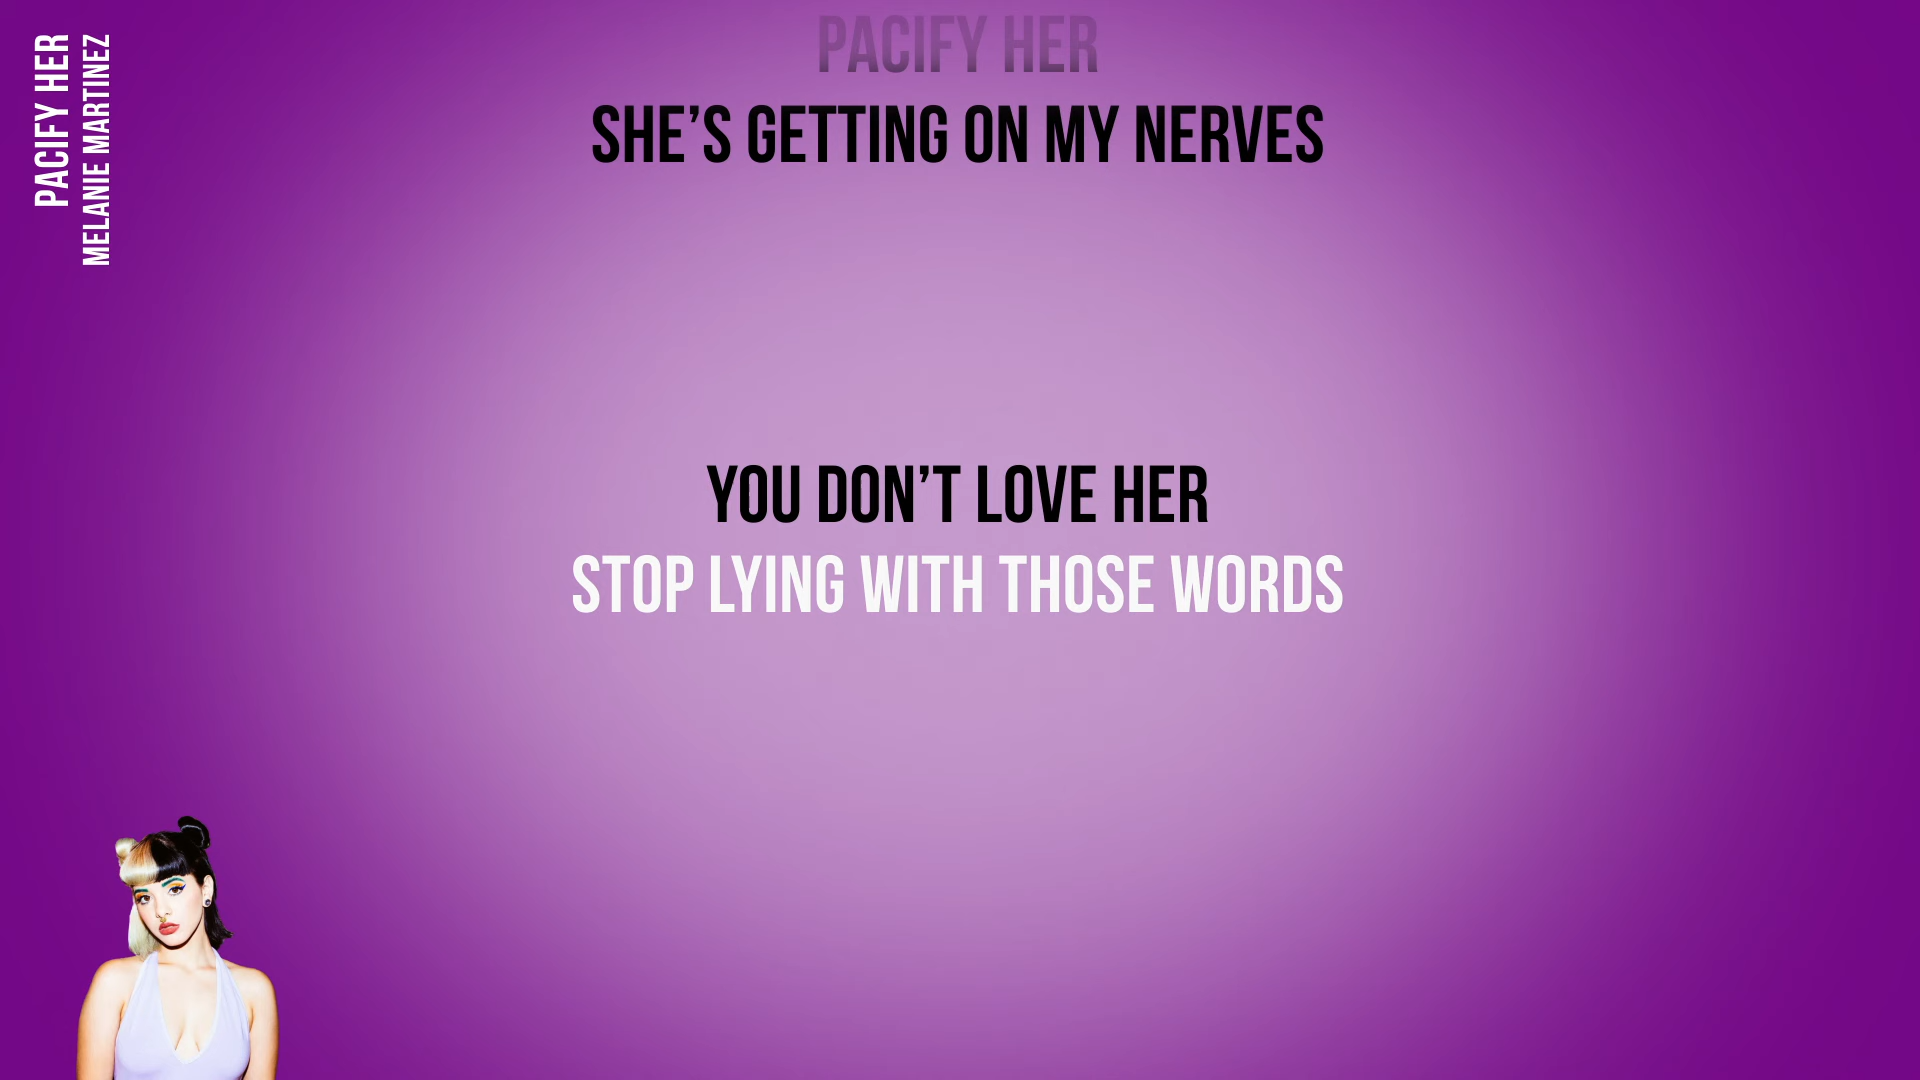 PACIFY HER
MELANIE MARTINEZ
PACIFY HER
SHE’S GETTING ON MY NERVES
YOU DON’T LOVE HER
STOP LYING WITH THOSE WORDS